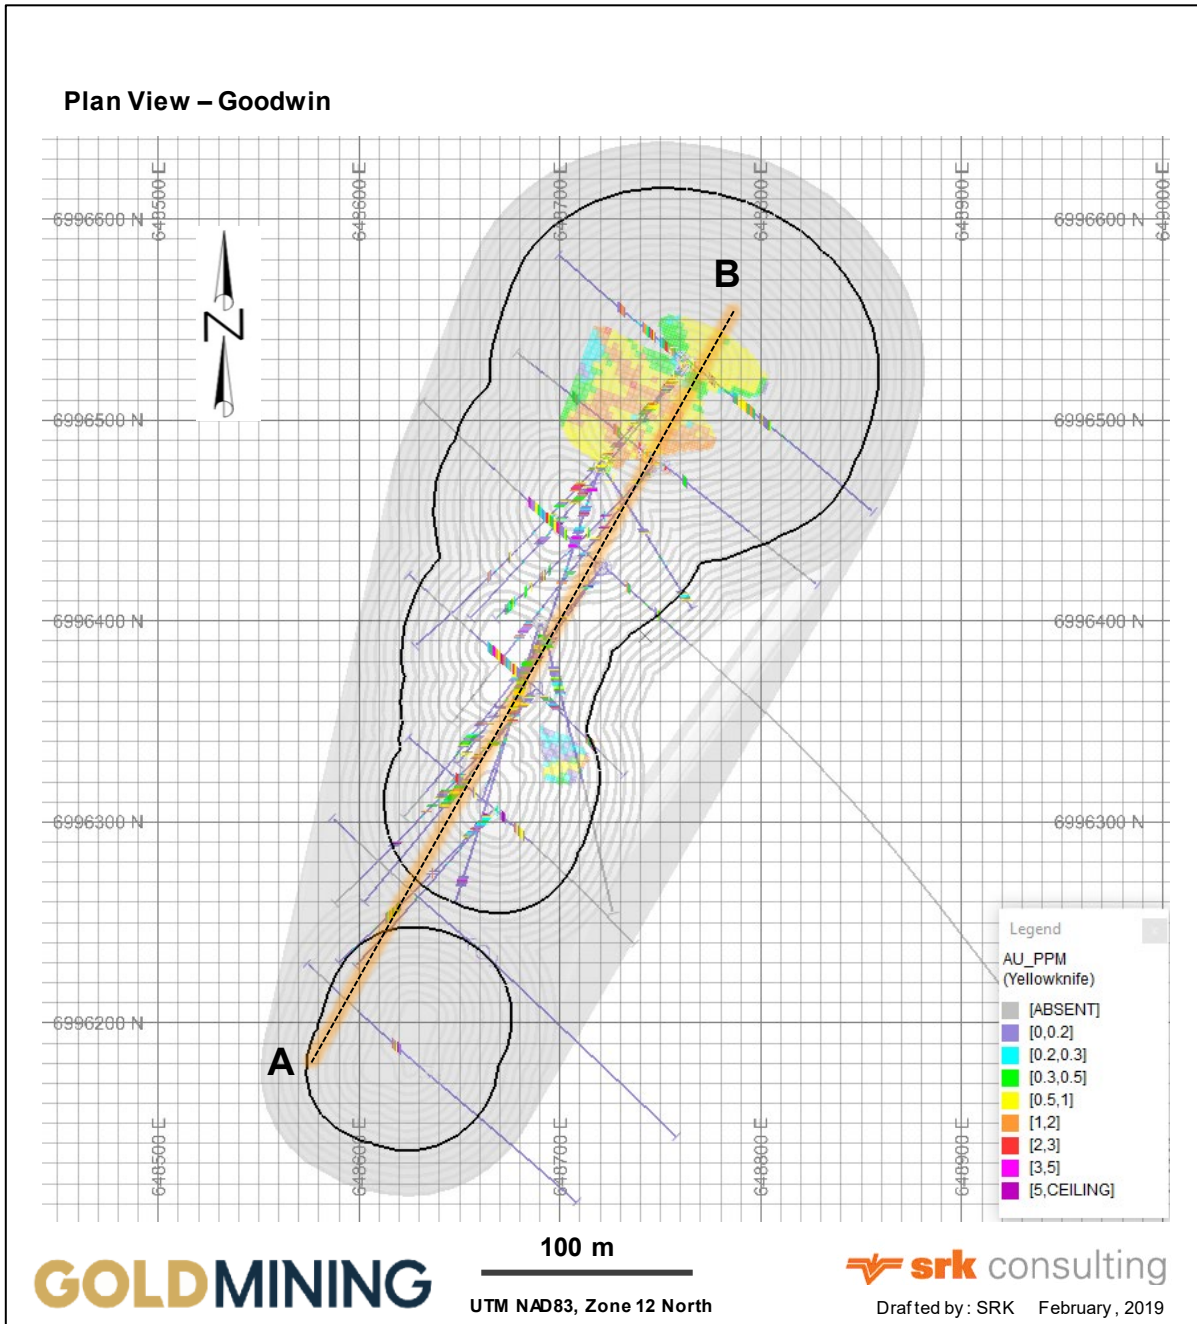 Plan View – Goodwin
648500 E
648600 E
648700 E
648800 E
648900 E
649000 E
6996600 N
6996600 N
N
B
6996500 N
6996500 N
6996400 N
6996400 N
6996300 N
6996300 N
6996200 N
A
648500 E
648600 E
648700 E
648800 E
648900 E
Legend
AU_PPM
(Yellowknife)
[ABSENT]
[0,0.2]
[0.2,0.3]
[0.3,0.5]
[0.5,1]
[1,2]
[2,3]
[3,5]
[5,CEILING]
GOLDMINING
100 m
UTM NAD83, Zone 12 North
srk consulting
Drafted by: SRK February, 2019